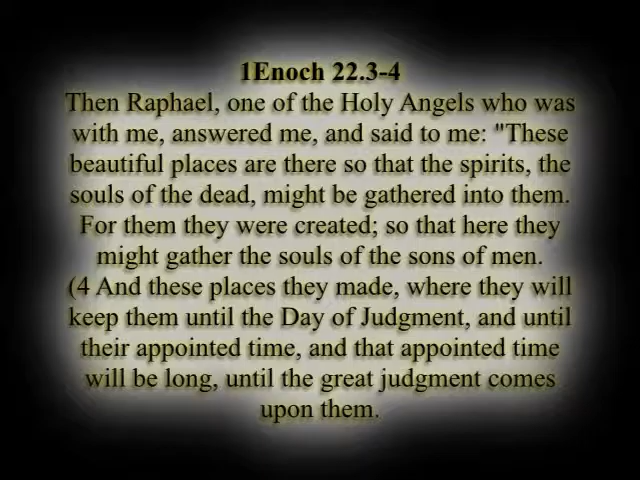 1Enoch 22.3-4
Then Raphael, one of the Holy Angels who was
with me, answered me, and said to me: "These
beautiful places are there so that the spirits, the
souls of the dead, might be gathered into them.
For them they were created; so that here they
might gather the souls of the sons of men.
(4 And these places they made, where they will
keep them until the Day of Judgment, and until
their appointed time, and that appointed time
will be long, until the great judgment comes
upon them.